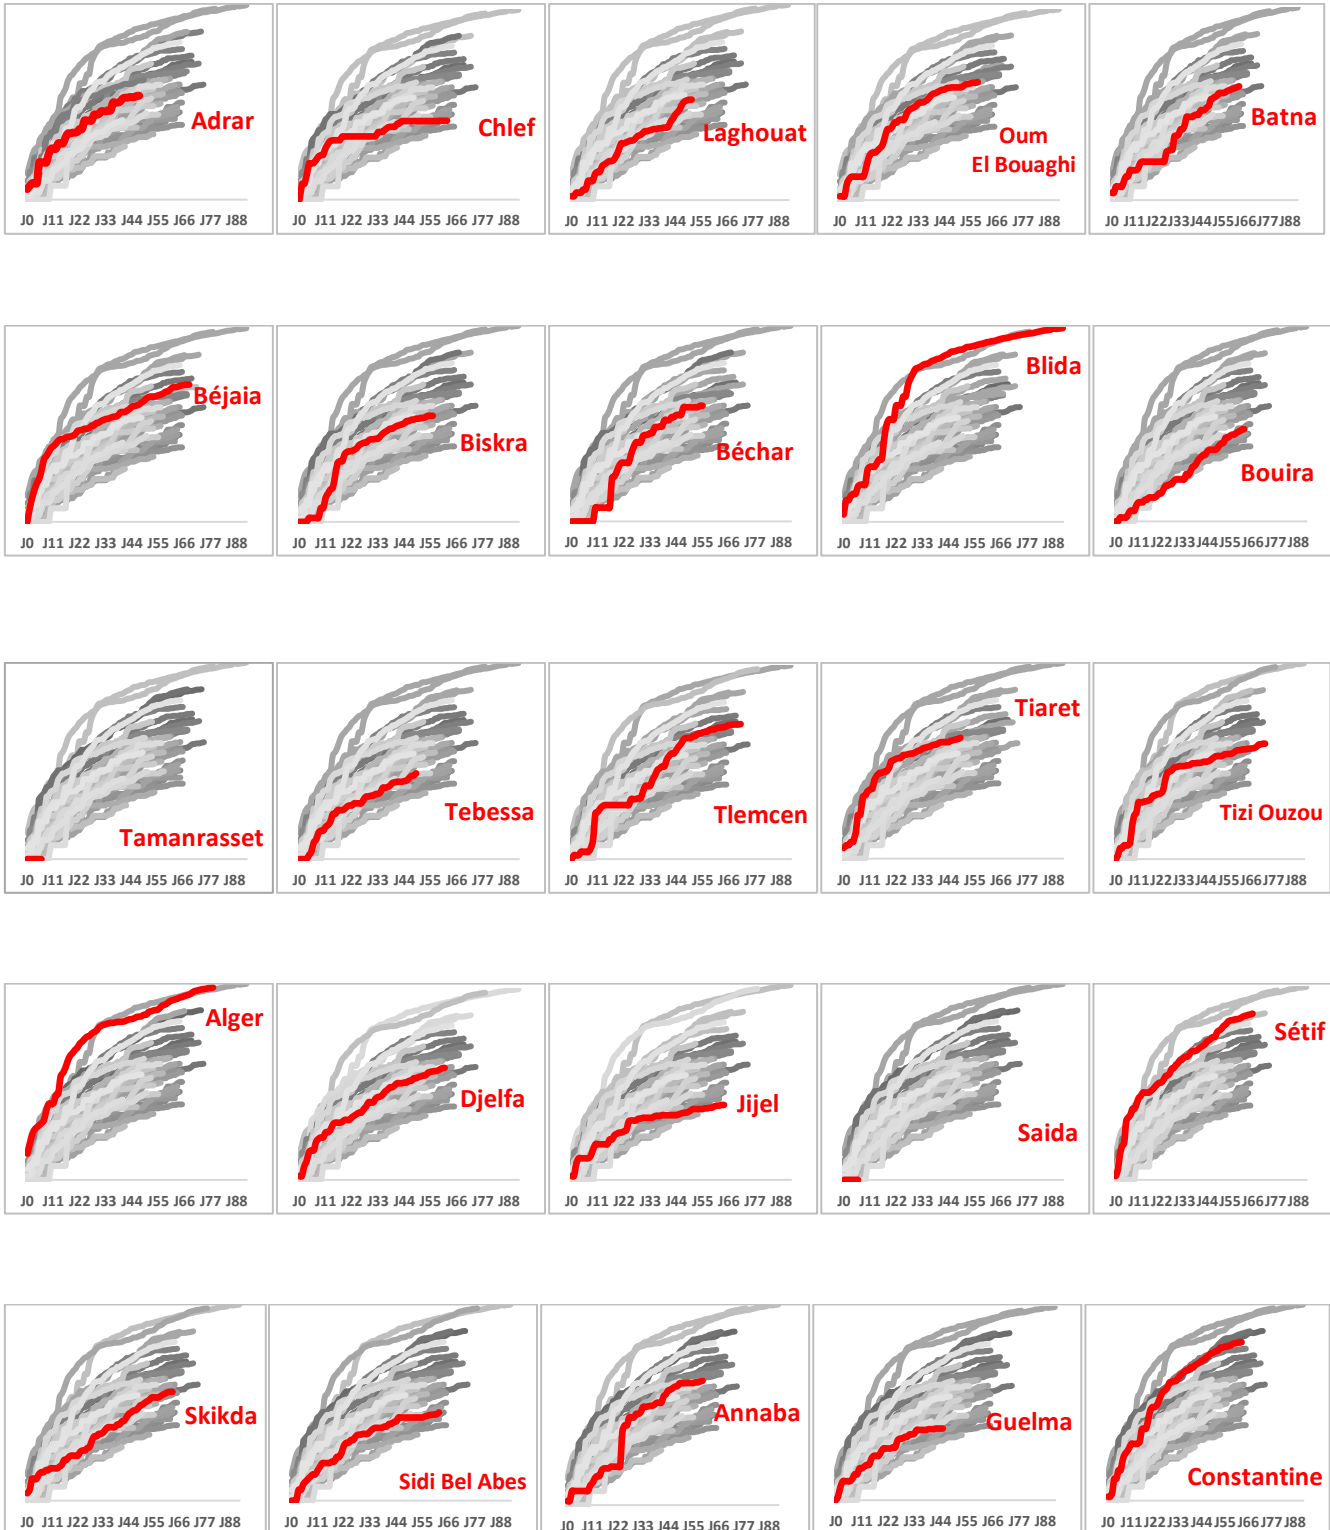 Adrar
J0 J11 J22 J33 J44 J55 J66 J77 J88
Chlef
J0 J11 J22 J33 J44 J55 J66 J77 J88
Laghouat
J0 J11 J22 J33 J44 J55 J66 J77 J88
Oum
El Bouaghi
J0 J11 J22 J33 J44 J55 J66 J77 J88
Batna
J0 J11J22J33J44J55J66J77J88
Béjaia
J0 J11 J22 J33 J44 J55 J66 J77 J88
Biskra
J0 J11 J22 J33 J44 J55 J66 J77 J88
Béchar
J0 J11 J22 J33 J44 J55 J66 J77 J88
Blida
J0 J11 J22 J33 J44 J55 J66 J77 J88
Bouira
J0 J11J22J33J44J55J66J77J88
Tamanrasset
J0 J11 J22 J33 J44 J55 J66 J77 J88
Tebessa
J0 J11 J22 J33 J44 J55 J66 J77 J88
Tlemcen
J0 J11 J22 J33 J44 J55 J66 J77 J88
Tiaret
J0 J11 J22 J33 J44 J55 J66 J77 J88
Tizi Ouzou
J0 J11J22J33J44J55J66J77J88
Alger
J0 J11 J22 J33 J44 J55 J66 J77 J88
Djelfa
J0 J11 J22 J33 J44 J55 J66 J77 J88
Jijel
J0 J11 J22 J33 J44 J55 J66 J77 J88
Saida
J0 J11 J22 J33 J44 J55 J66 J77 J88
Sétif
J0 J11J22J33J44J55J66J77J88
Skikda
J0 J11 J22 J33 J44 J55 J66 J77 J88
Sidi Bel Abes
J0 J11 J22 J33 J44 J55 J66 J77 J88
Annaba
J0 J11 J22 J33 J44 J55 J66 J77 J88
Guelma
J0 J11 J22 J33 J44 J55 J66 J77 J88
Constantine
J0 J11J22J33J44J55J66J77J88